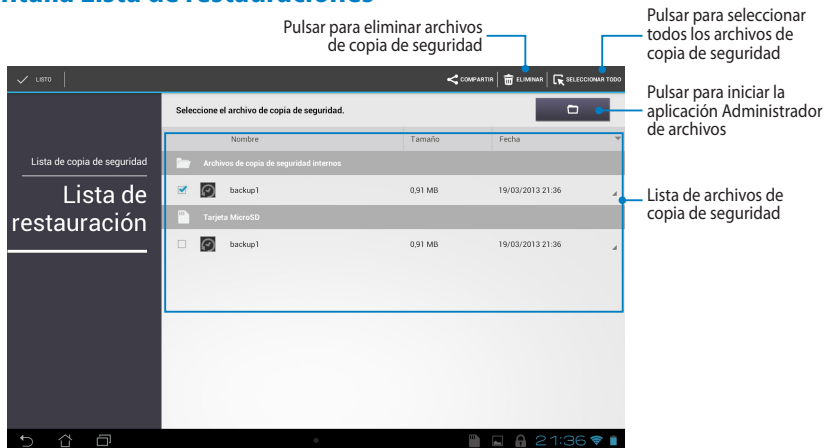 ntalla Lista de restauraciones
Pulsar para eliminar archivos
de copia de seguridad
Pulsar para seleccionar
todos los archivos de
copia de seguridad
LISTO
COMPARTIR
ELIMINAR
SELECCIONAR TODO
Seleccione el archivo de copia de seguridad.
Pulsar para iniciar la
aplicación Administrador
de archivos
Nombre Tamaño Fecha
Lista de copia de seguridad
Archivos de copia de seguridad internos
Lista de
restauración
backup1 0,91 MB 19/03/2013 21:36
Lista de archivos de
copia de seguridad
Tarjeta MicroSD
backup1 0,91 MB 19/03/2013 21:36
21:36